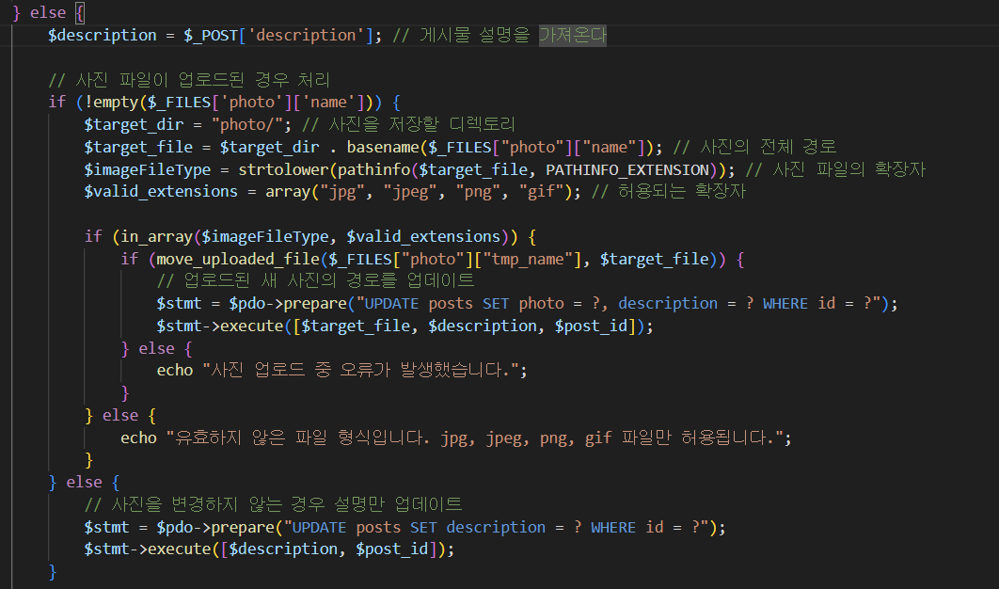 } else {
$description = $_POST['description']; // 게시물 설명을 가져온다
// 사진 파일이 업로드된 경우 처리
if (!empty($_FILES['photo']['name'])) {
$target_dir = "photo/"; // 사진을 저장할 디렉토리
$target_file = $target_dir . basename($_FILES["photo"]["name"]); // 사진의 전체 경로
$imageFileType = strtolower(pathinfo($target_file, PATHINFO_EXTENSION)); // 사진 파일의 확장자
$valid_extensions = array("jpg", "jpeg", "png", "gif"); // 허용되는 확장자
if (in_array($imageFileType, $valid_extensions)) {
if (move_uploaded_file($_FILES["photo"]["tmp_name"], $target_file)) {
// 업로드된 새 사진의 경로를 업데이트
$stmt = $pdo->prepare("UPDATE posts SET photo = ?, description = ? WHERE id = ?");
$stmt->execute([$target_file, $description, $post_id]);
} else {
echo "사진 업로드 중 오류가 발생했습니다.";
}
} else {
echo "유효하지 않은 파일 형식입니다. jpg, jpeg, png, gif 파일만 허용됩니다.";
}
} else {
// 사진을 변경하지 않는 경우 설명만 업데이트
$stmt = $pdo->prepare("UPDATE posts SET description = ? WHERE id = ?");
$stmt->execute([$description, $post_id]);
}